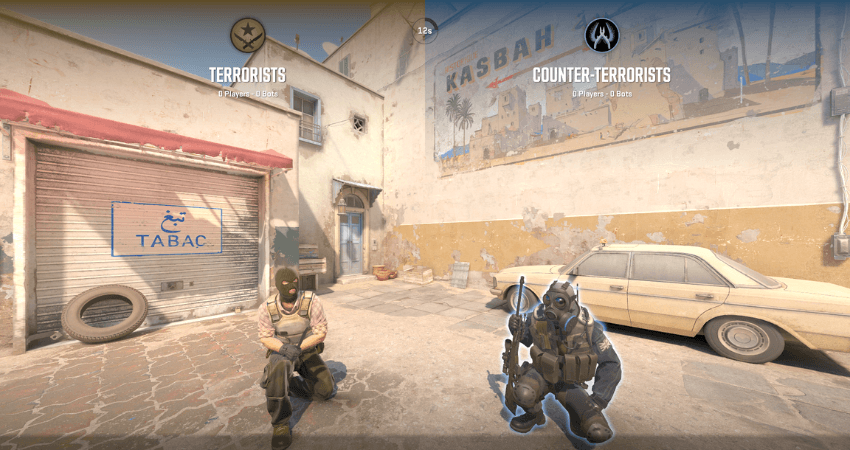 12s
TERRORISTS
0 Players - 0 Bots
COUNTER-TERRORISTS
0 Players - 0 Bots
KASBAH
تبغ
TABAC